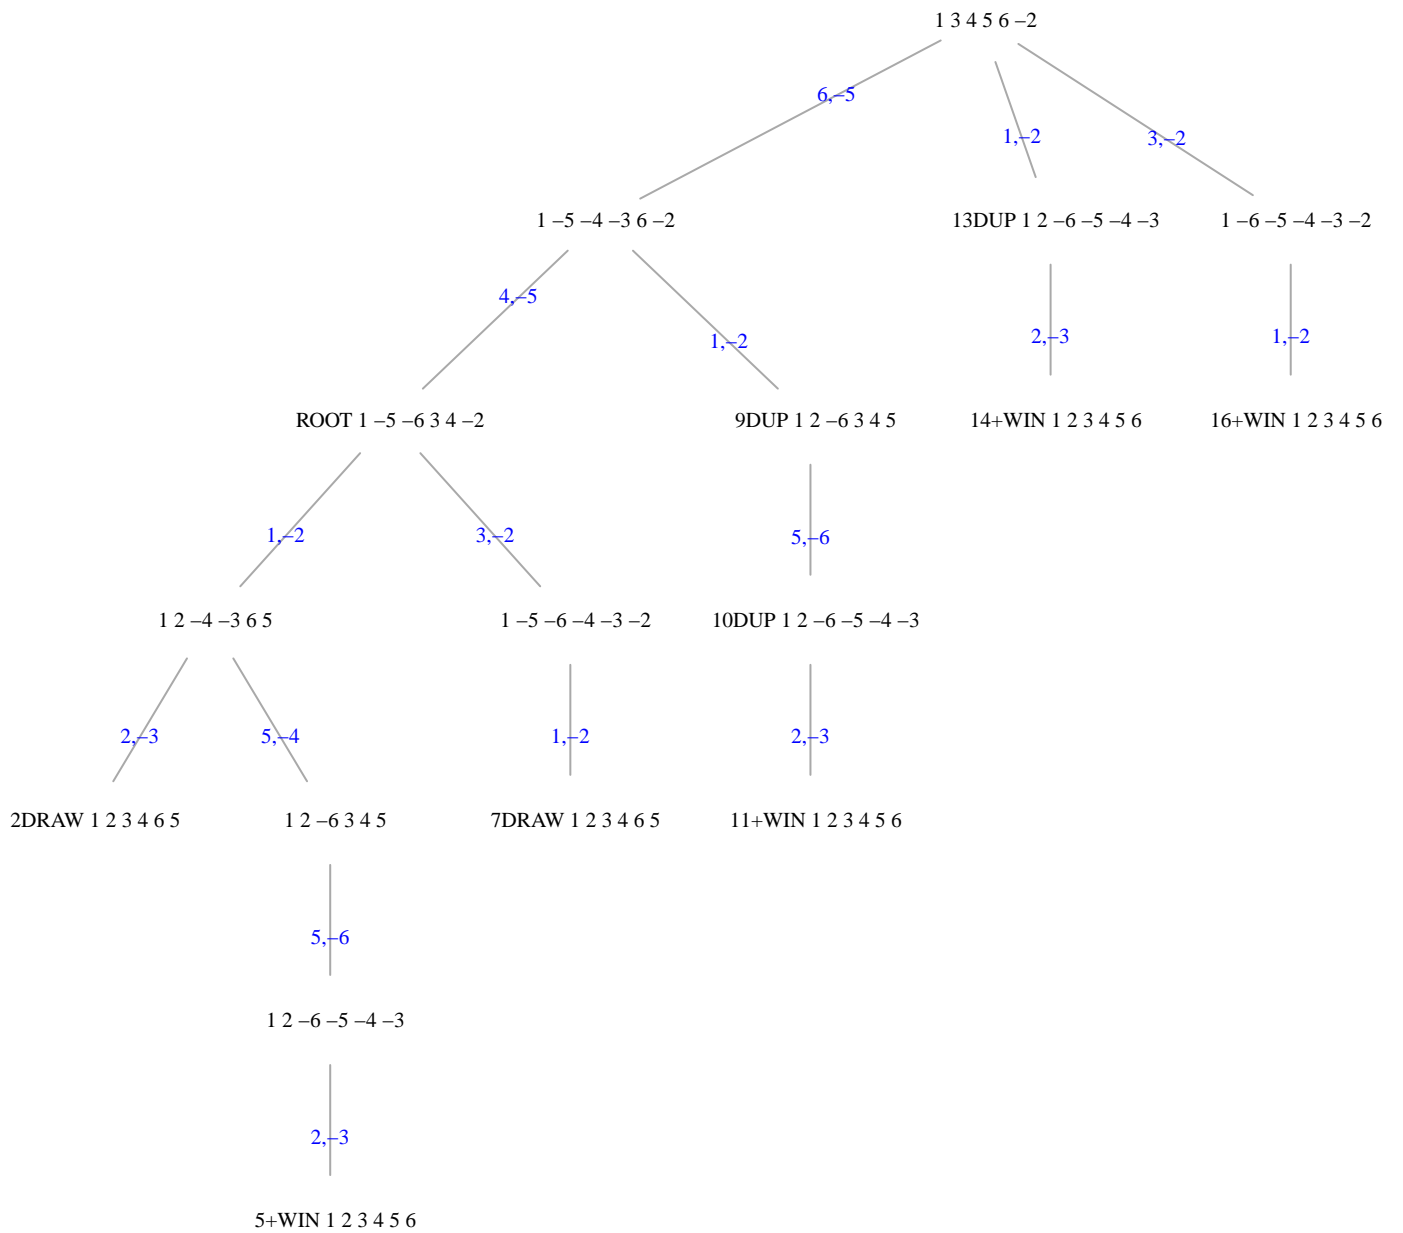 1 3 4 5 6 –2
6,–5
1,–2
3,–2
1 –5 –4 –3 6 –2
13DUP 1 2 –6 –5 –4 –3
1 –6 –5 –4 –3 –2
4,–5
1,–2
2,–3
1,–2
ROOT 1 –5 –6 3 4 –2
9DUP 1 2 –6 3 4 5
14+WIN 1 2 3 4 5 6
16+WIN 1 2 3 4 5 6
1,–2
3,–2
5,–6
1 2 –4 –3 6 5
1 –5 –6 –4 –3 –2
10DUP 1 2 –6 –5 –4 –3
2,–3
5,–4
1,–2
2,–3
2DRAW 1 2 3 4 6 5
1 2 –6 3 4 5
7DRAW 1 2 3 4 6 5
11+WIN 1 2 3 4 5 6
5,–6
1 2 –6 –5 –4 –3
2,–3
5+WIN 1 2 3 4 5 6